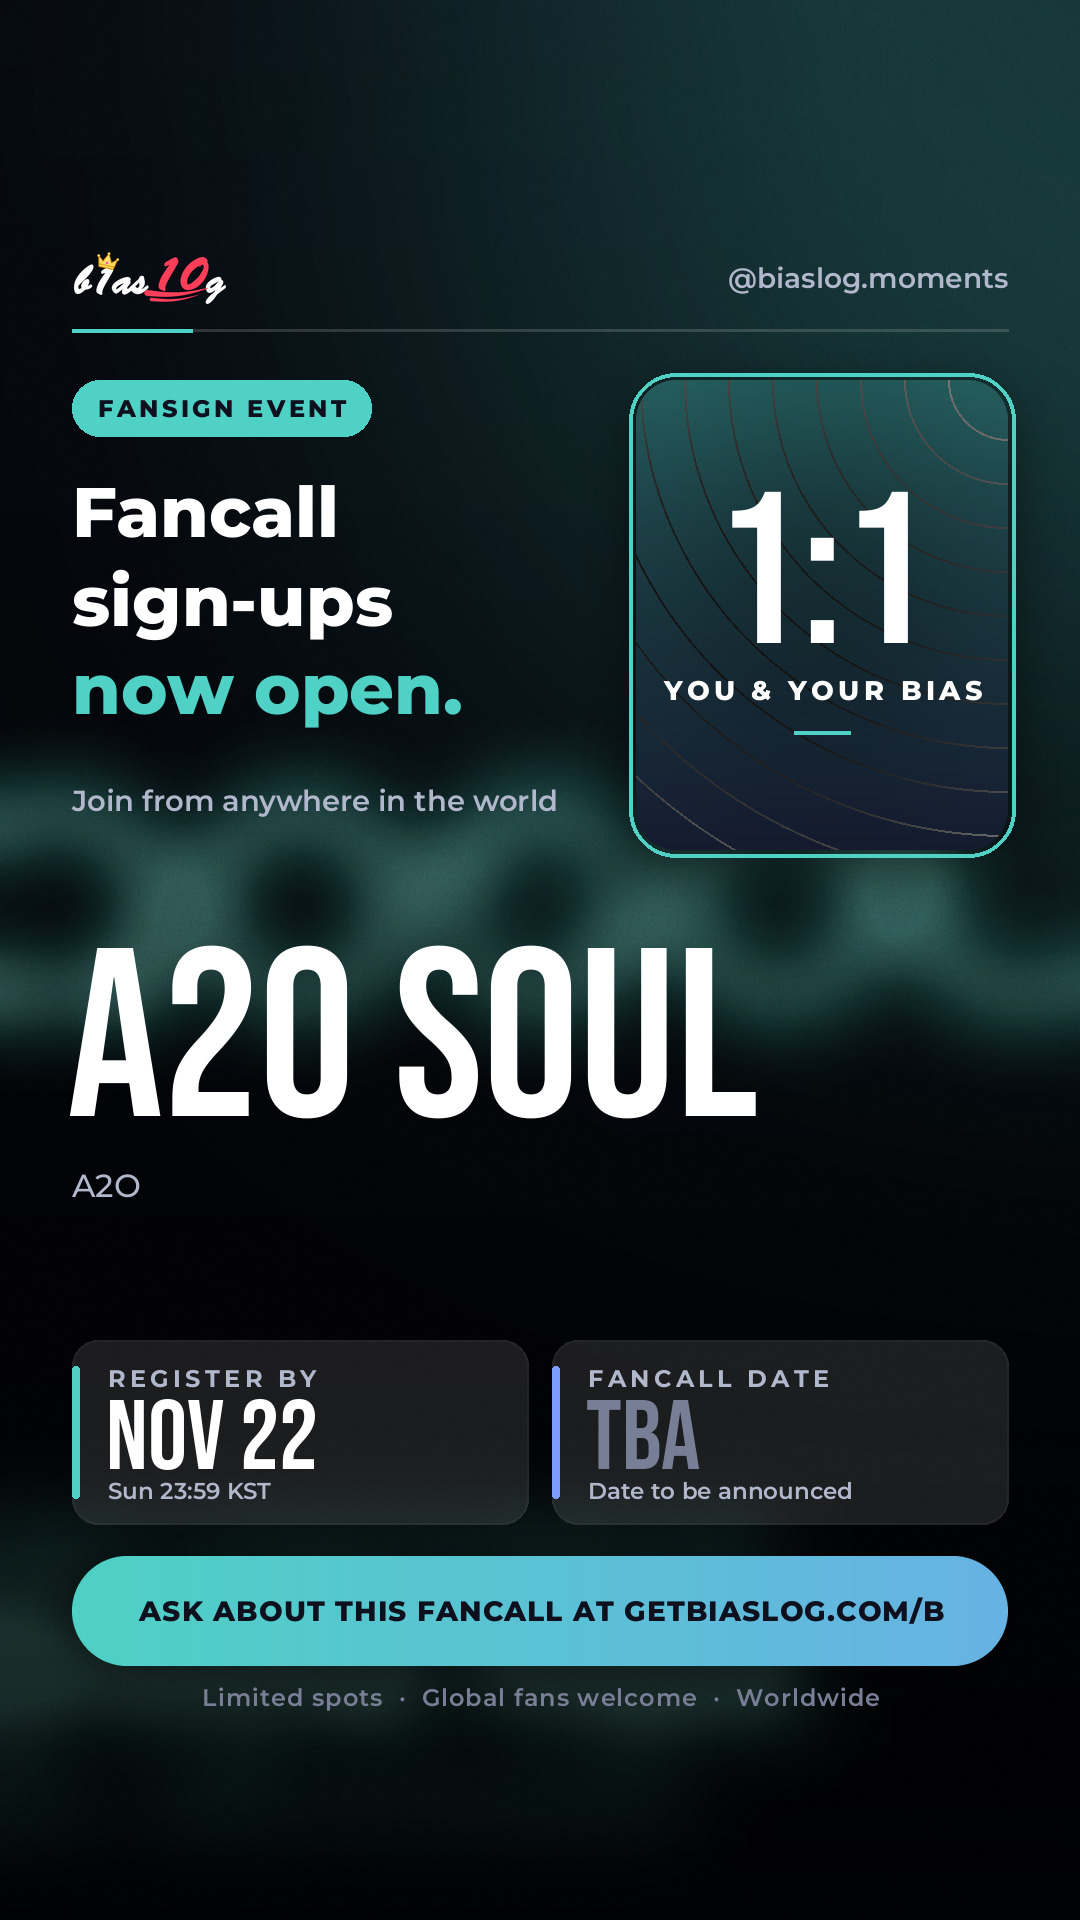 b1as10g
@biaslog.moments
FANSIGN EVENT
Fancall
sign-ups
now open.
Join from anywhere in the world
1:1
YOU & YOUR BIAS
A2O SOUL
A2O
REGISTER BY
NOV 22
Sun 23:59 KST
FANCALL DATE
TBA
Date to be announced
ASK ABOUT THIS FANCALL AT GETBIASLOG.COM/B
Limited spots · Global fans welcome · Worldwide